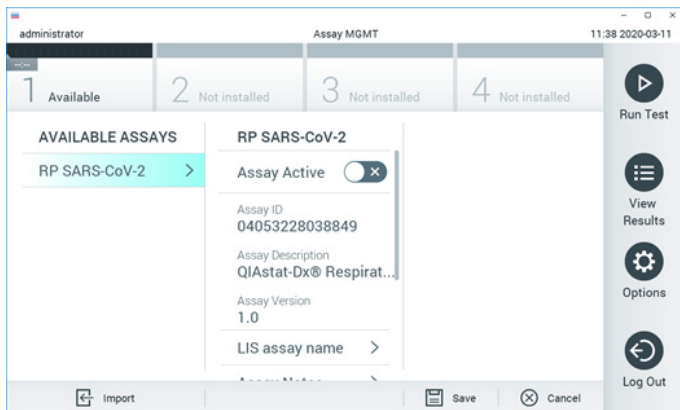 administrator Assay MGMT 11:38 2020-03-11
--:--
1 Available 2 Not installed 3 Not installed 4 Not installed
Run Test
AVAILABLE ASSAYS
RP SARS-CoV-2
RP SARS-CoV-2
Assay Active
Assay ID
04053228038849
Assay Description
QIAstat-Dx® Respirat...
Assay Version
1.0
LIS assay name
Assay Notes
View
Results
Options
Log Out
Import Save Cancel